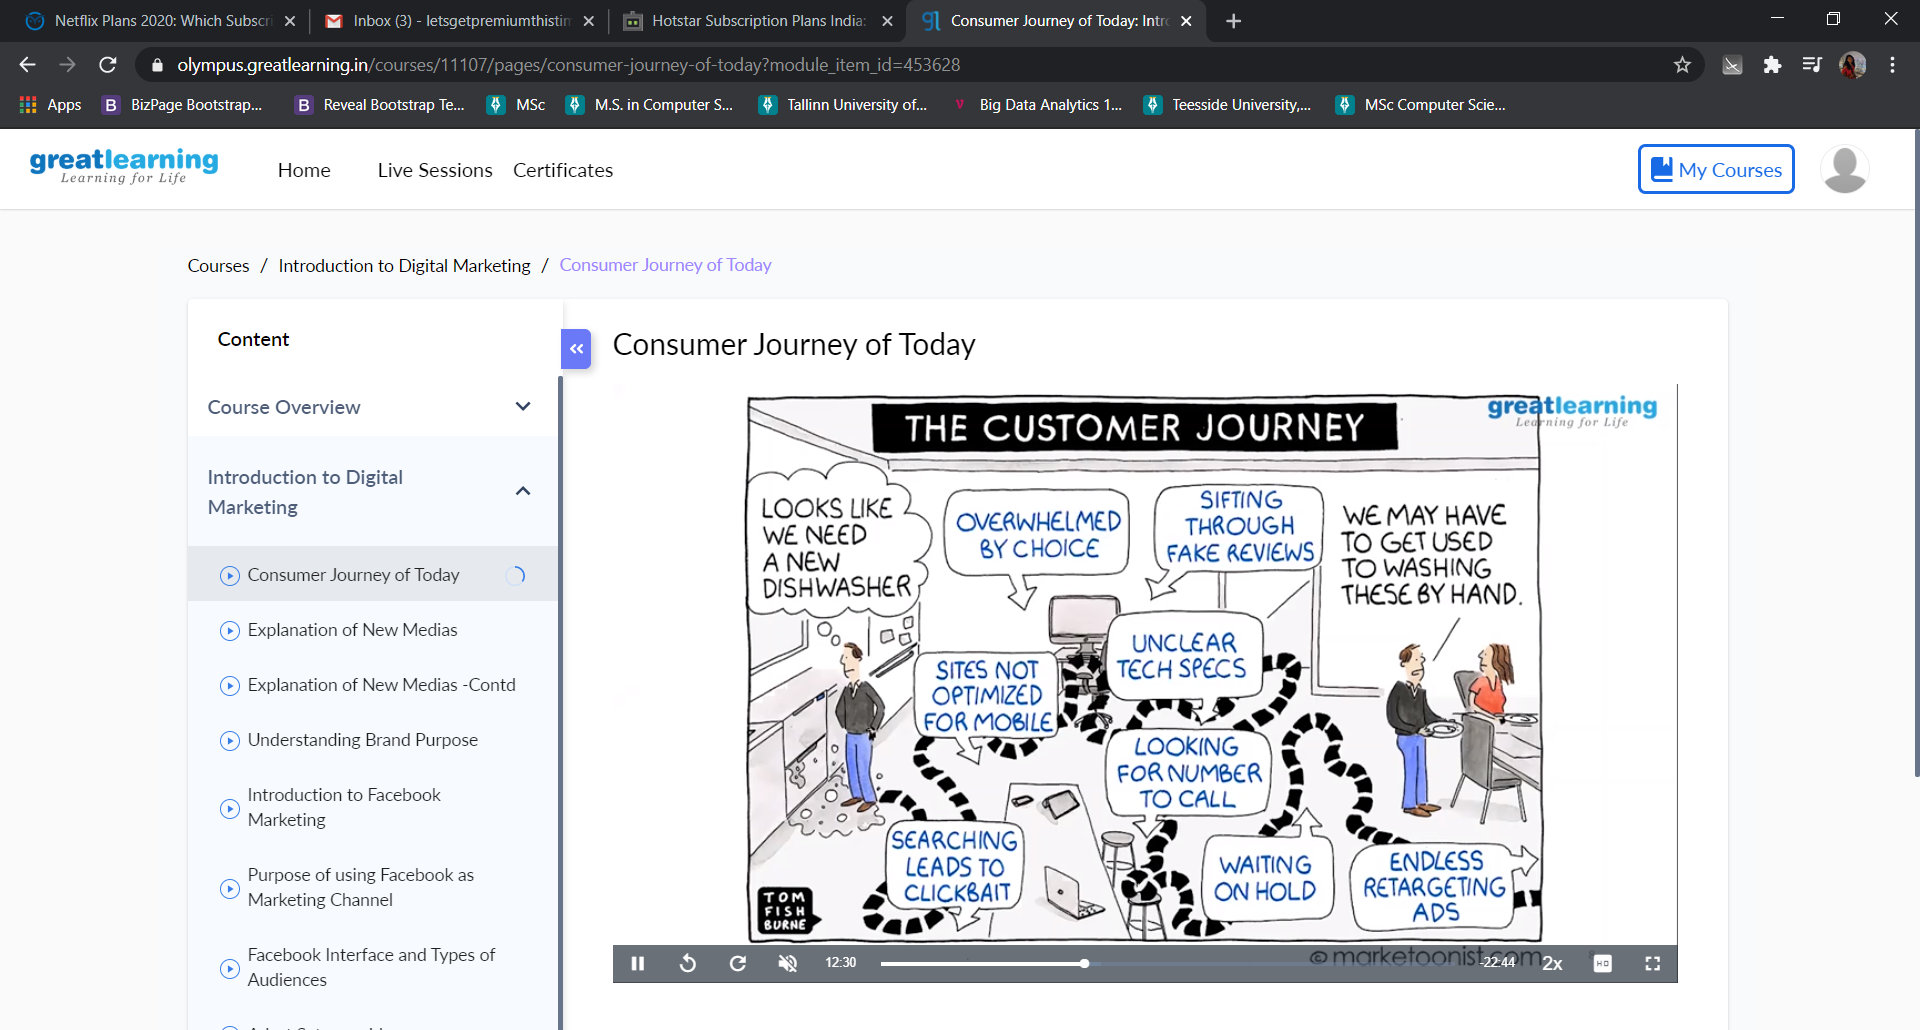 Netflix Plans 2020: Which Subscri
Inbox (3) - letsgetpremiumthistim
Hotstar Subscription Plans India:
Consumer Journey of Today: Intro
olympus.greatlearning.in/courses/11107/pages/consumer-journey-of-today?module_item_id=453628
Apps
B BizPage Bootstrap...
B Reveal Bootstrap Te...
MSc
M.S. in Computer S...
Tallinn University of...
Big Data Analytics 1...
Teesside University,...
MSc Computer Scie...
greatlearning
Learning for Life
Home
Live Sessions
Certificates
My Courses
Courses / Introduction to Digital Marketing / Consumer Journey of Today
Content
Course Overview
Introduction to Digital
Marketing
Consumer Journey of Today
Explanation of New Medias
Explanation of New Medias -Contd
Understanding Brand Purpose
Introduction to Facebook
Marketing
Purpose of using Facebook as
Marketing Channel
Facebook Interface and Types of
Audiences
Consumer Journey of Today
THE CUSTOMER JOURNEY
greatlearning
Learning for Life
LOOKS LIKE
WE NEED
A NEW
DISHWASHER
OVERWHELMED
BY CHOICE
SIFTING
THROUGH
FAKE REVIEWS
WE MAY HAVE
TO GET USED
TO WASHING
THESE BY HAND.
SITES NOT
OPTIMIZED
FOR MOBILE
UNCLEAR
TECH SPECS
LOOKING
FOR NUMBER
TO CALL
SEARCHING
LEADS TO
CLICKBAIT
WAITING
ON HOLD
ENDLESS
RETARGETING
ADS
TOM
FISH
BURNE
© marketoonist.com
12:30
-22:44
2x
HD